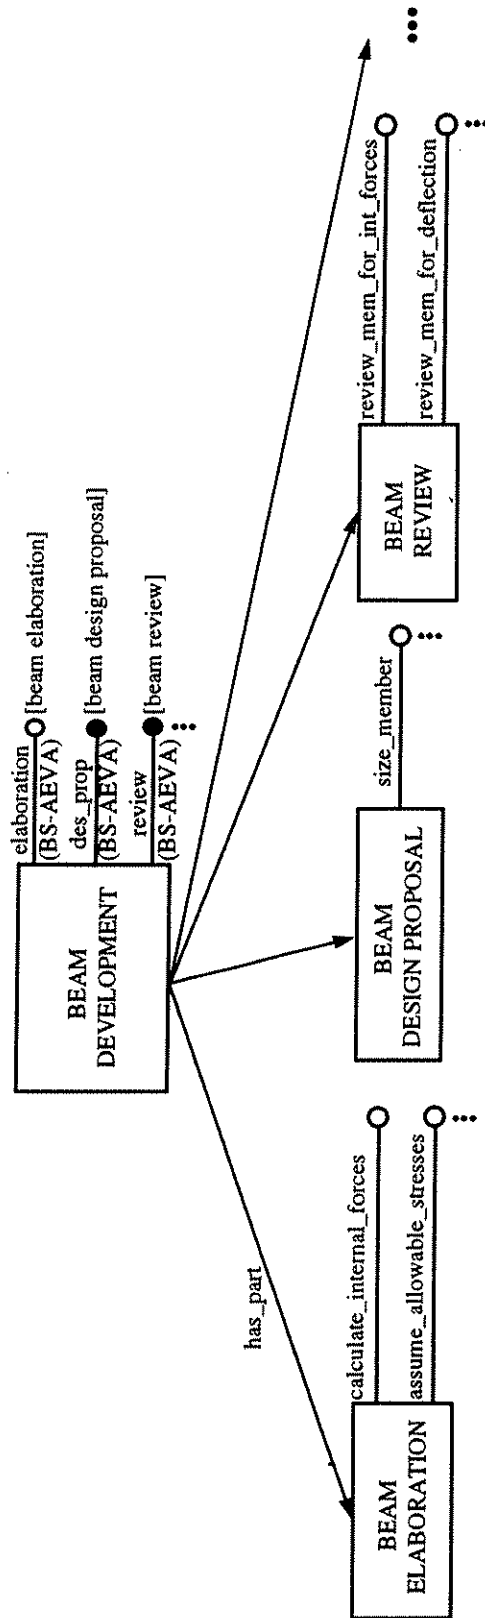 elaboration
(BS-AEVA)
[beam elaboration]
des_prop
(BS-AEVA)
[beam design proposal]
review
(BS-AEVA)
[beam review]
BEAM
DEVELOPMENT
has_part
BEAM
ELABORATION
calculate_internal_forces
assume_allowable_stresses
BEAM
DESIGN PROPOSAL
size_member
BEAM
REVIEW
review_mem_for_int_forces
review_mem_for_deflection